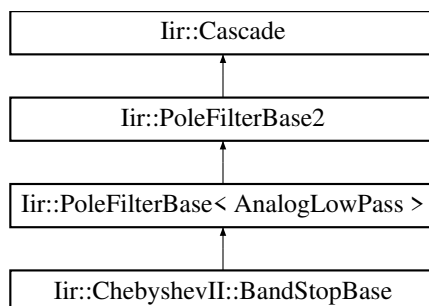 Iir::Cascade
Iir::PoleFilterBase2
Iir::PoleFilterBase< AnalogLowPass >
Iir::ChebyshevII::BandStopBase